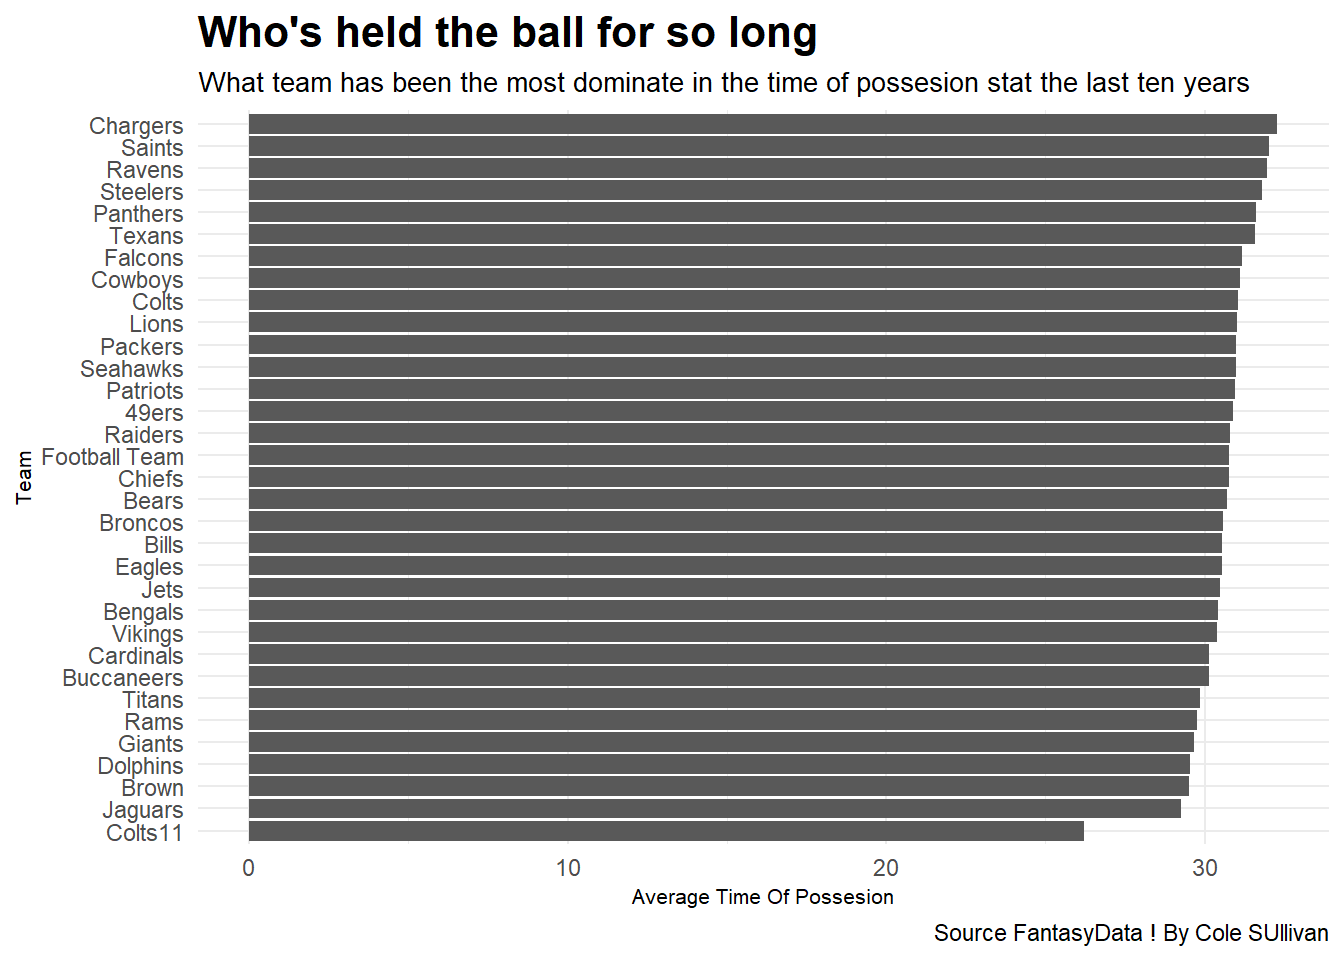 Who's held the ball for so long
What team has been the most dominate in the time of possesion stat the last ten years
Chargers
Saints
Ravens
Steelers
Panthers
Texans
Falcons
Cowboys
Colts
Lions
Packers
Seahawks
Patriots
49ers
Raiders
Football Team
Chiefs
Bears
Broncos
Bills
Eagles
Jets
Bengals
Vikings
Cardinals
Buccaneers
Titans
Rams
Giants
Dolphins
Brown
Jaguars
Colts11
Team
0 10 20 30
Average Time Of Possesion
Source FantasyData ! By Cole SUllivan